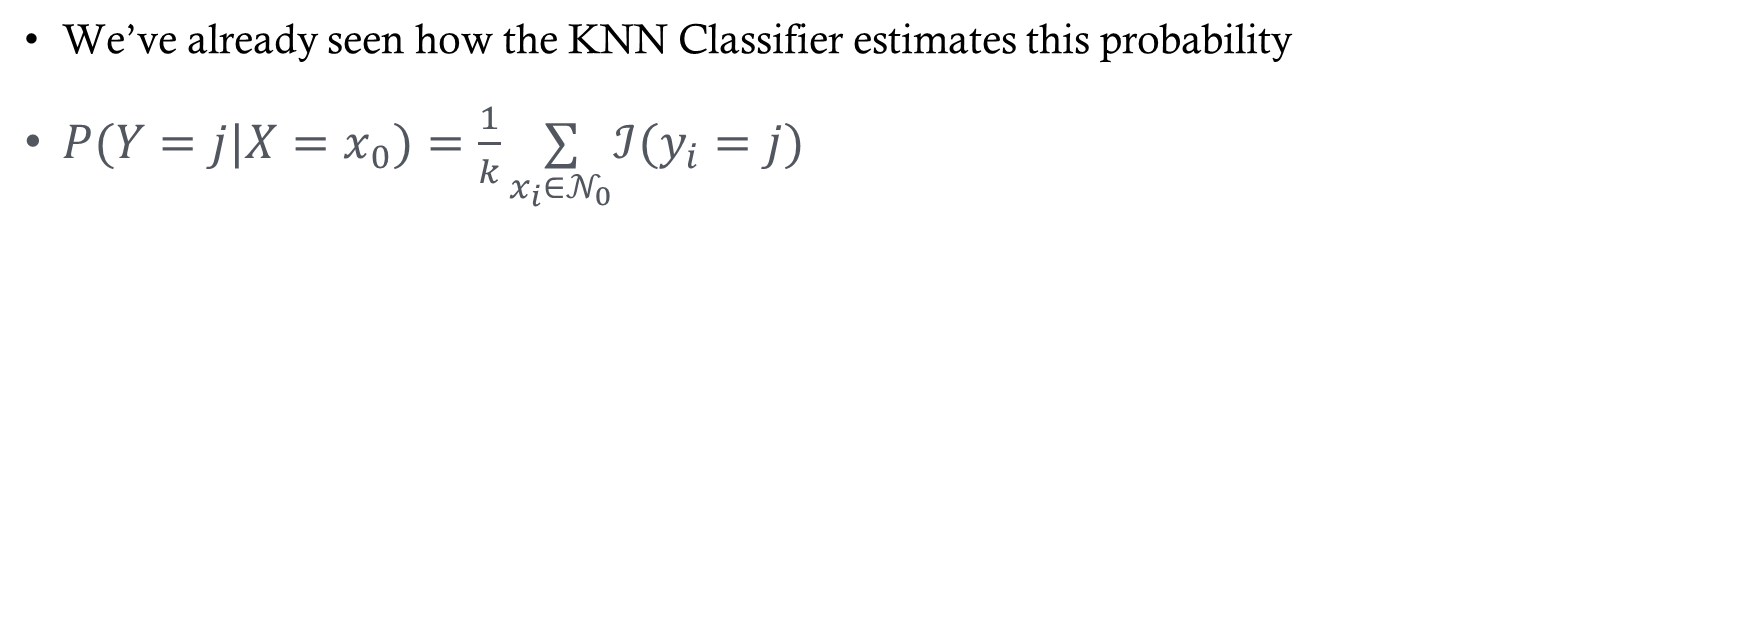 • We’ve already seen how the KNN Classifier estimates this probability
• P(Y = j|X = x₀) = 1/k ∑_{xᵢ∈𝒩₀} ℐ(yᵢ = j)